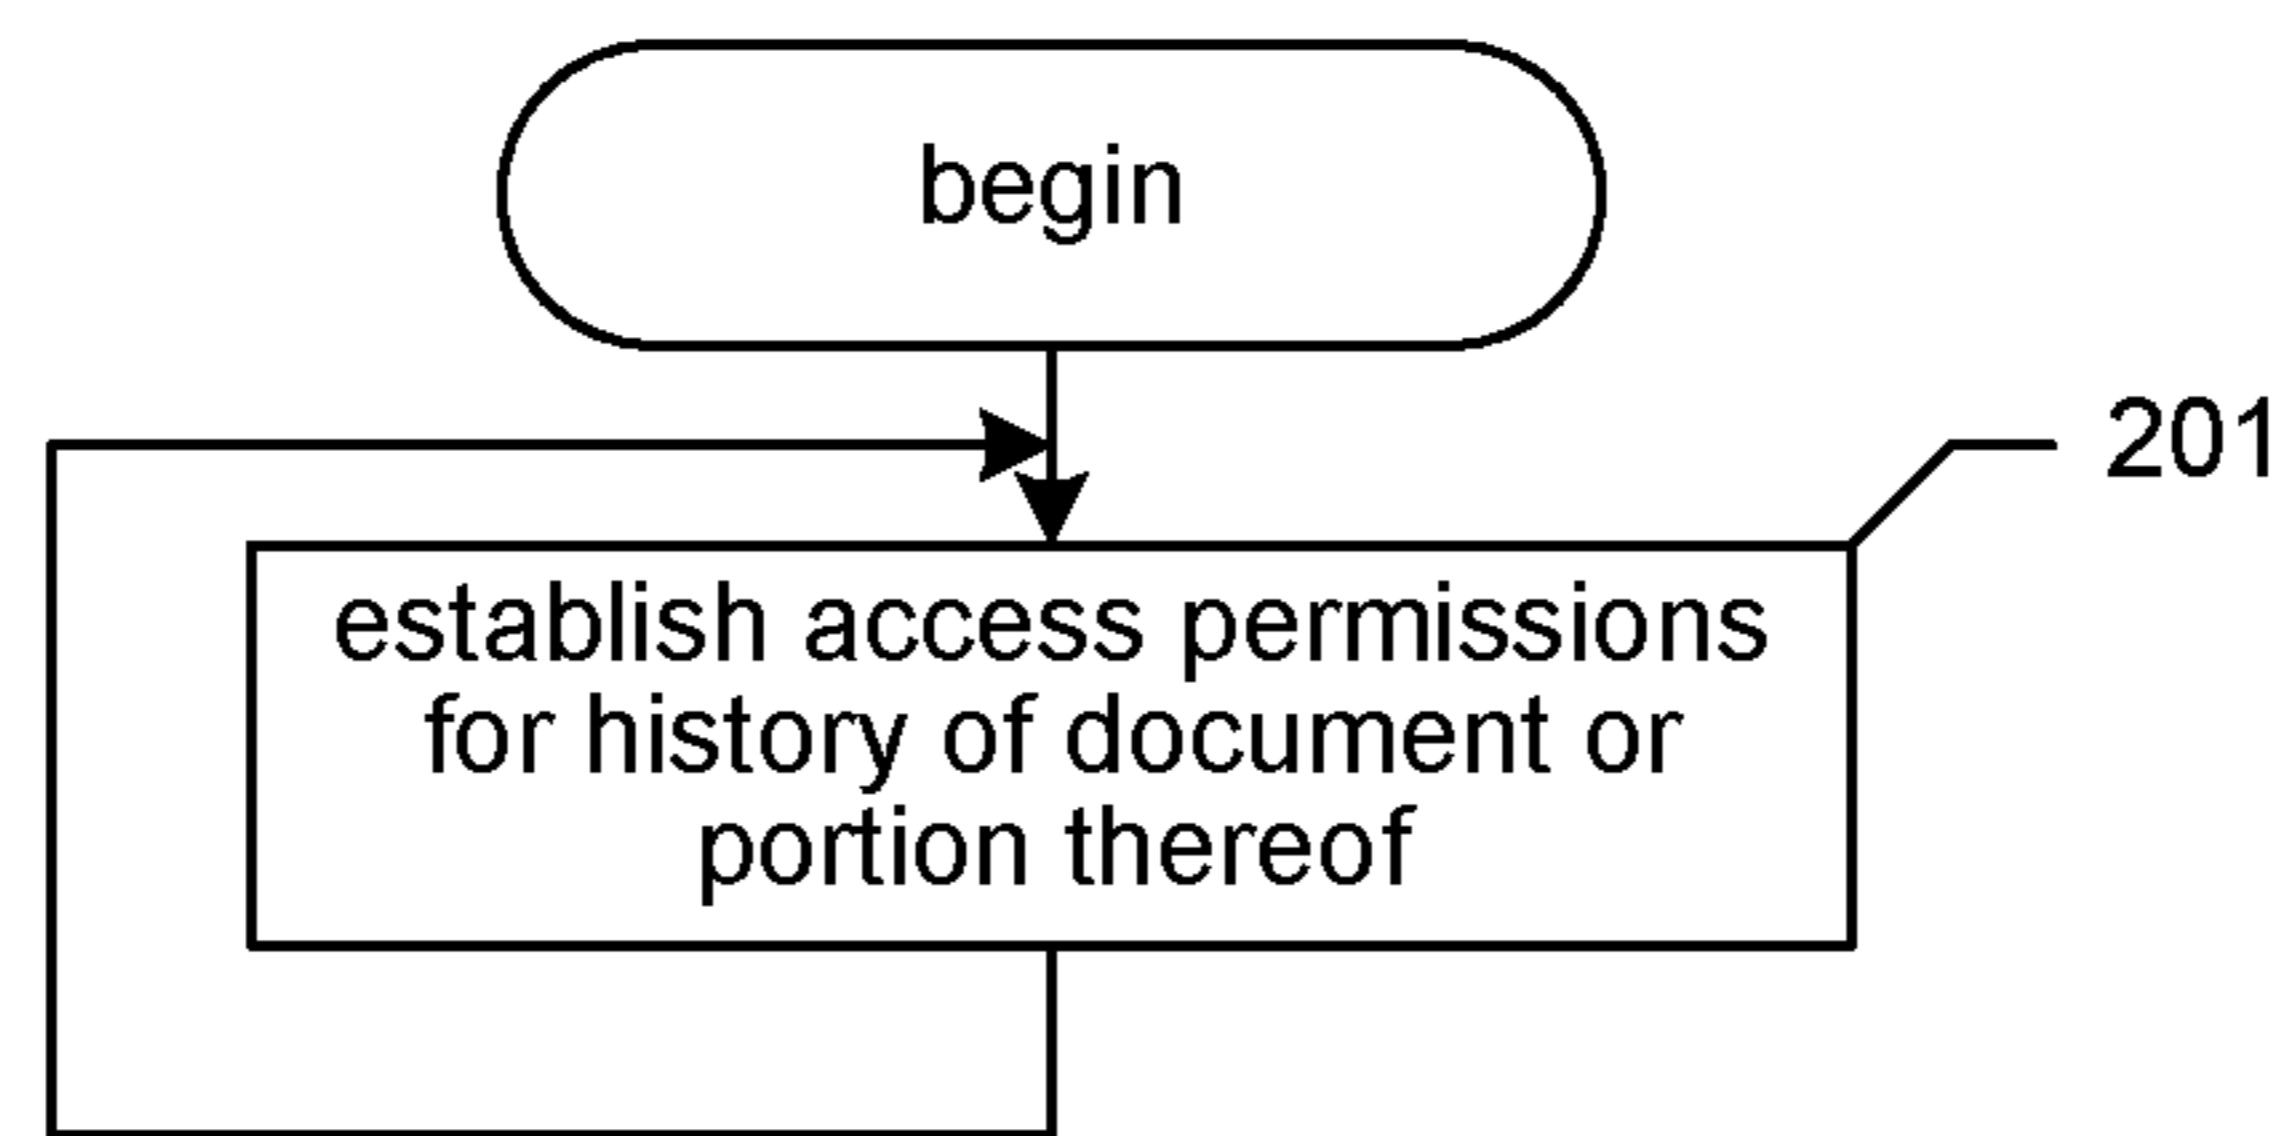 begin
201
establish access permissions
for history of document or
portion thereof